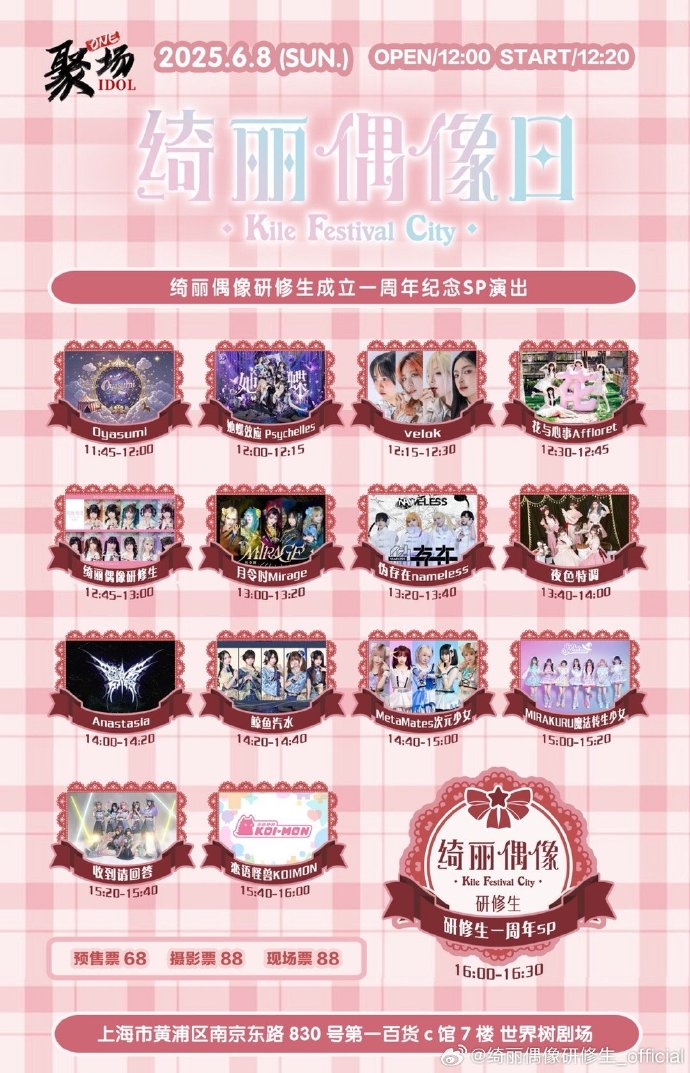 聚场
ONE
IDOL
2025.6.8 (SUN.) OPEN/12:00 START/12:20
绮丽偶像日
Kile Festival City
绮丽偶像研修生成立一周年纪念SP演出
Oyasumi
Oyasumi
11:45-12:00
蝴蝶
蝴蝶效应 Psychelles
12:00-12:15
velok
12:15-12:30
花
花与心事Affloret
12:30-12:45
绮丽偶像研修生
12:45-13:00
MIRAGE
月令时Mirage
13:00-13:20
NAMELESS
存在
伪存在nameless
13:20-13:40
夜色特调
13:40-14:00
Anastasia
14:00-14:20
鲸鱼汽水
14:20-14:40
MetaMates次元少女
14:40-15:00
MIRAKURU魔法转生少女
15:00-15:20
收到请回答
15:20-15:40
KOI-MON
恋语怪兽KOIMON
15:40-16:00
绮丽偶像
Kile Festival City
研修生
研修生一周年sp
16:00-16:30
预售票 68 摄影票 88 现场票 88
上海市黄浦区南京东路 830 号第一百货 c 馆 7 楼 世界树剧场
@绮丽偶像研修生_official